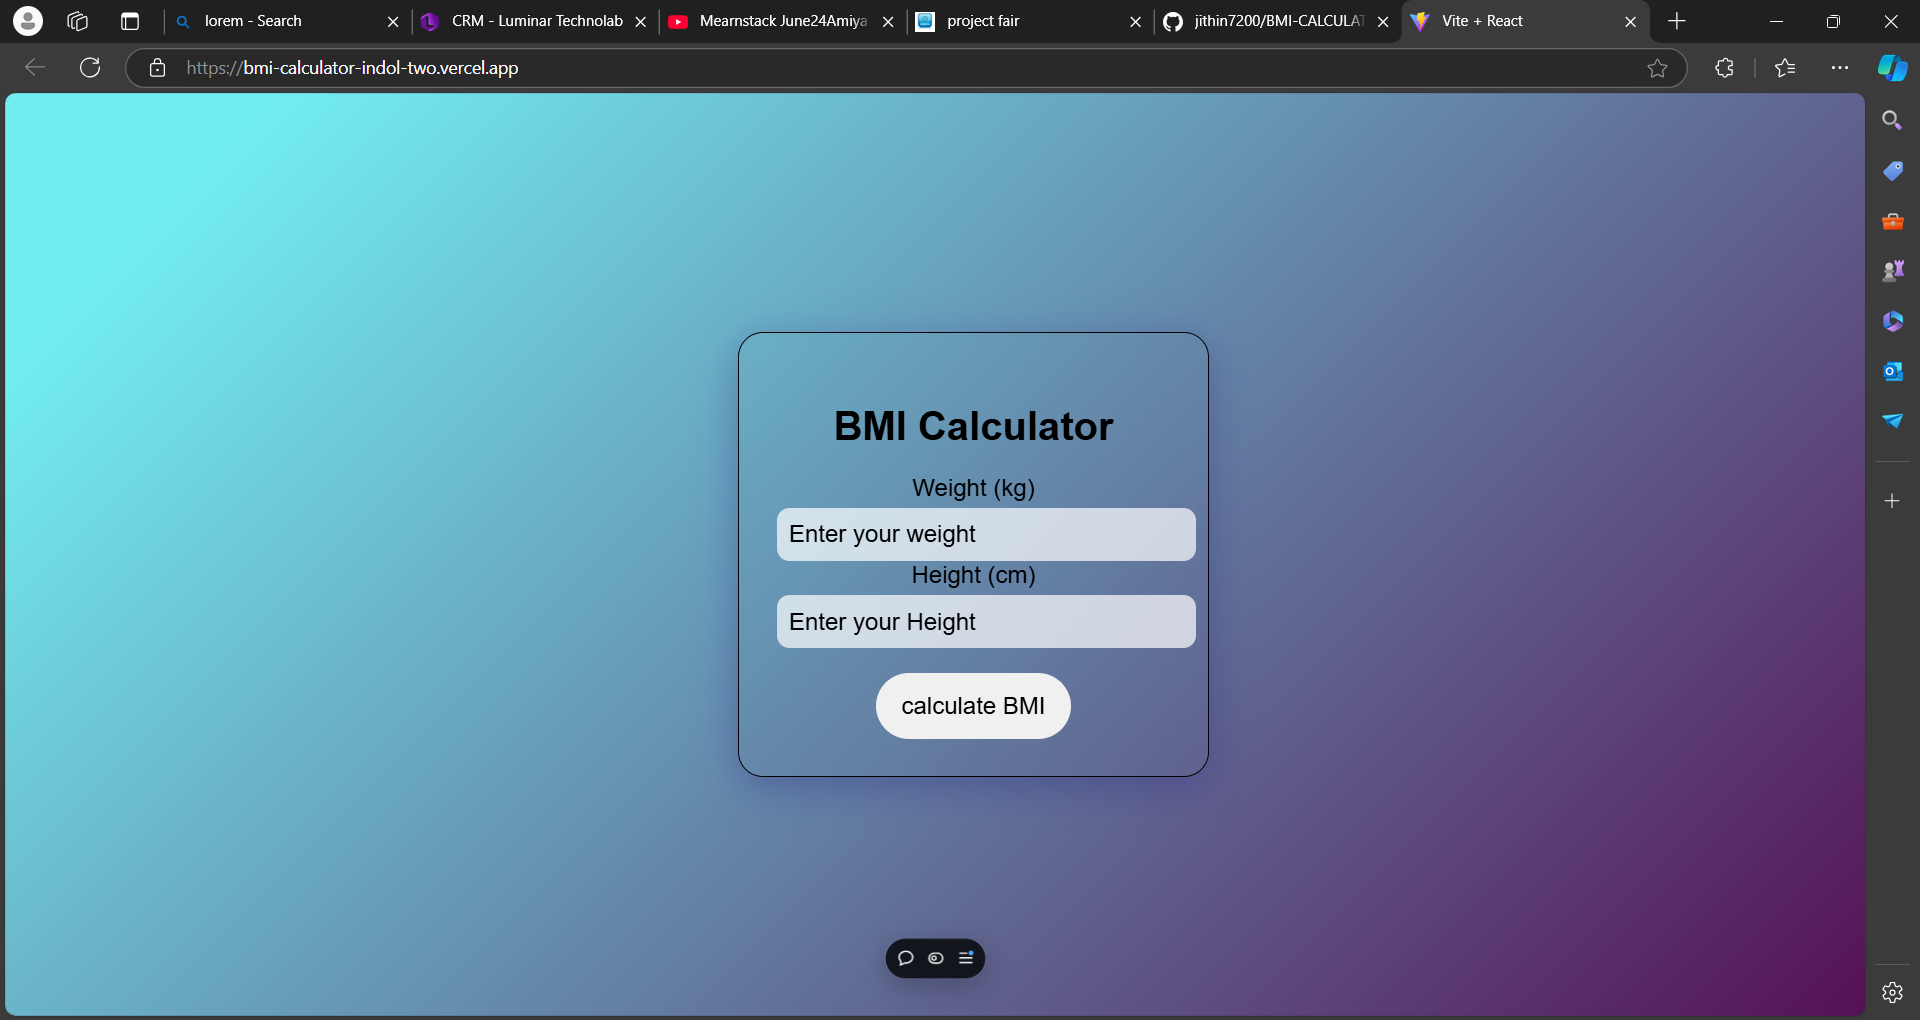 lorem - Search
CRM - Luminar Technolab
Mearnstack June24Amiya
project fair
jithin7200/BMI-CALCULAT
Vite + React
https://bmi-calculator-indol-two.vercel.app
BMI Calculator
Weight (kg)
Enter your weight
Height (cm)
Enter your Height
calculate BMI